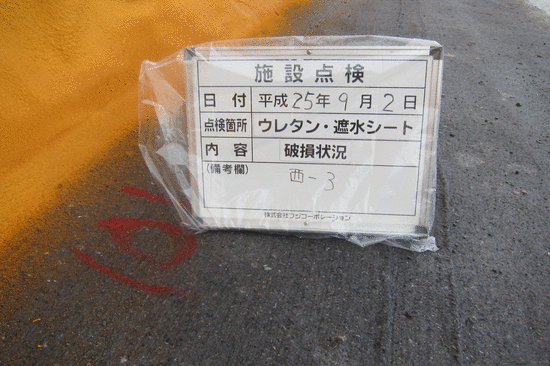 施設点検
日付 平成25年9月2日
点検箇所 ウレタン・遮水シート
内容 破損状況
(備考欄) 西-3
株式会社フジコーポレーション